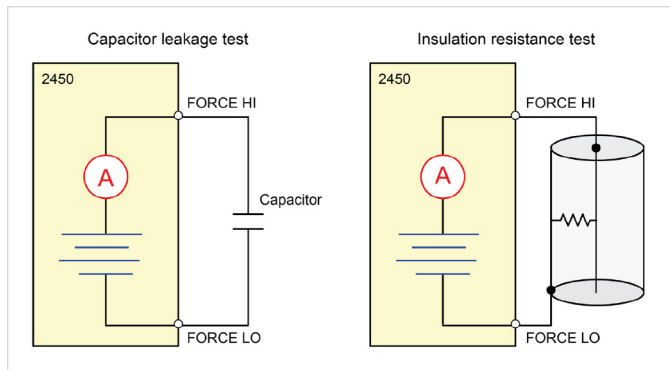 Capacitor leakage test
2450
FORCE HI
A
Capacitor
FORCE LO
Insulation resistance test
2450
FORCE HI
A
FORCE LO